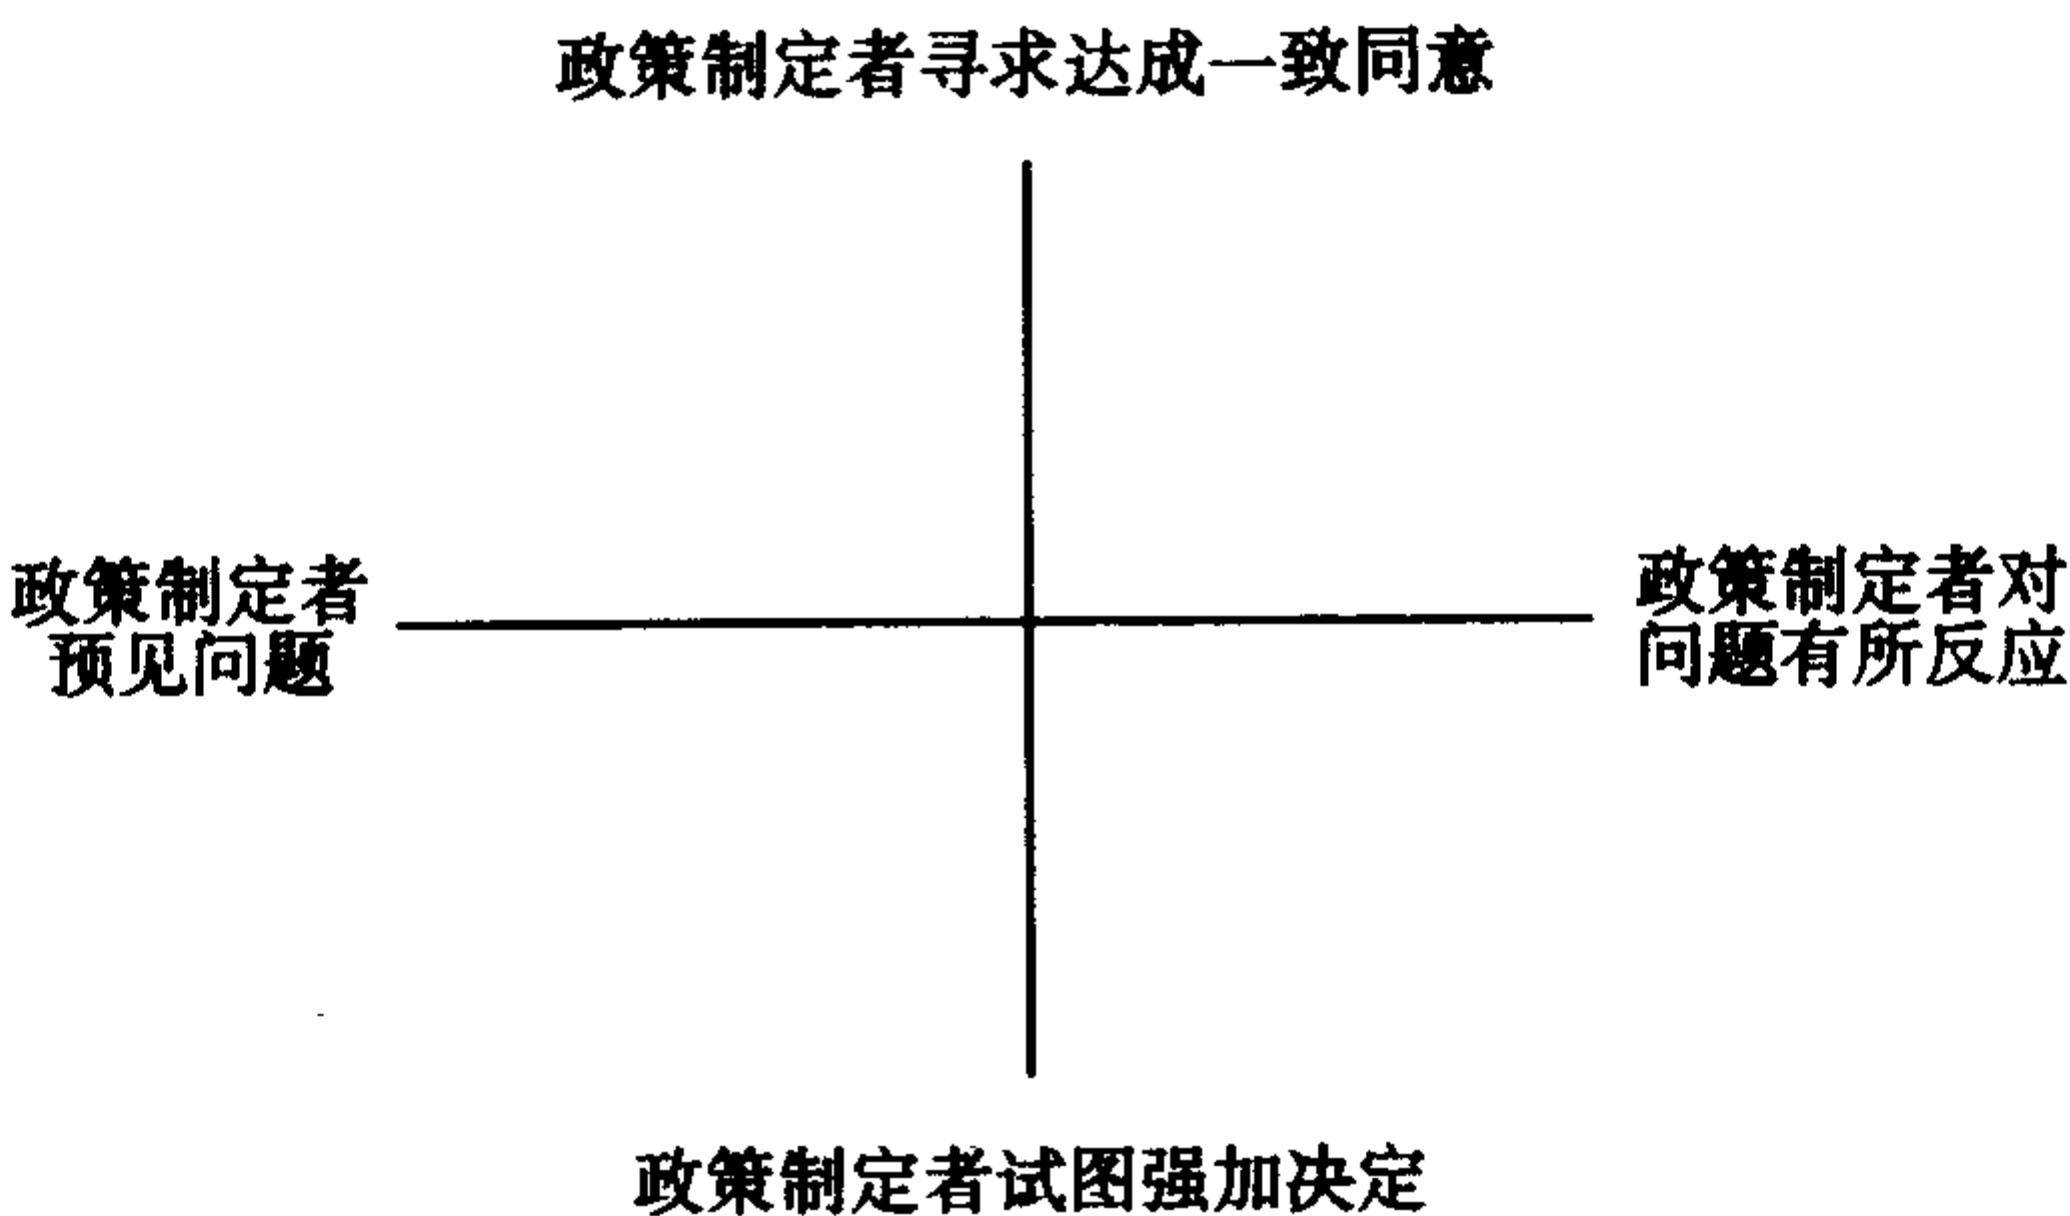 政策制定者寻求达成一致同意
政策制定者
预见问题
政策制定者对
问题有所反应
政策制定者试图强加决定